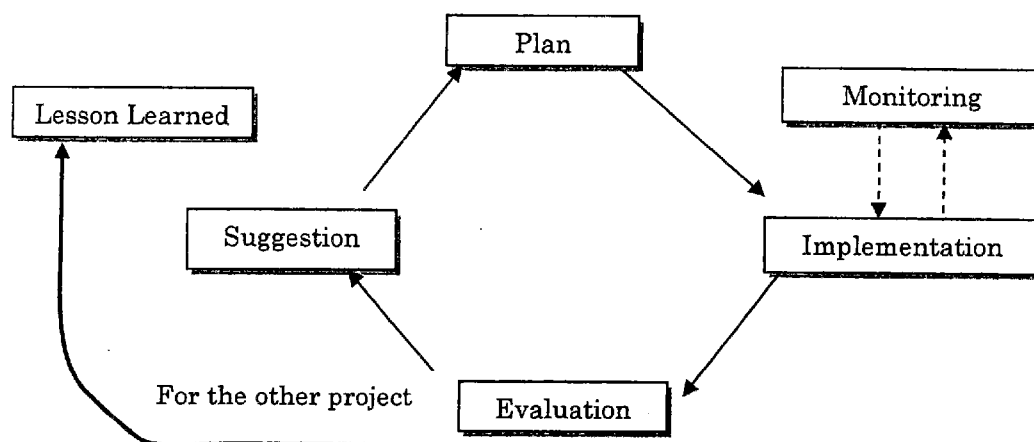 Plan
Monitoring
Lesson Learned
Suggestion
Implementation
For the other project
Evaluation